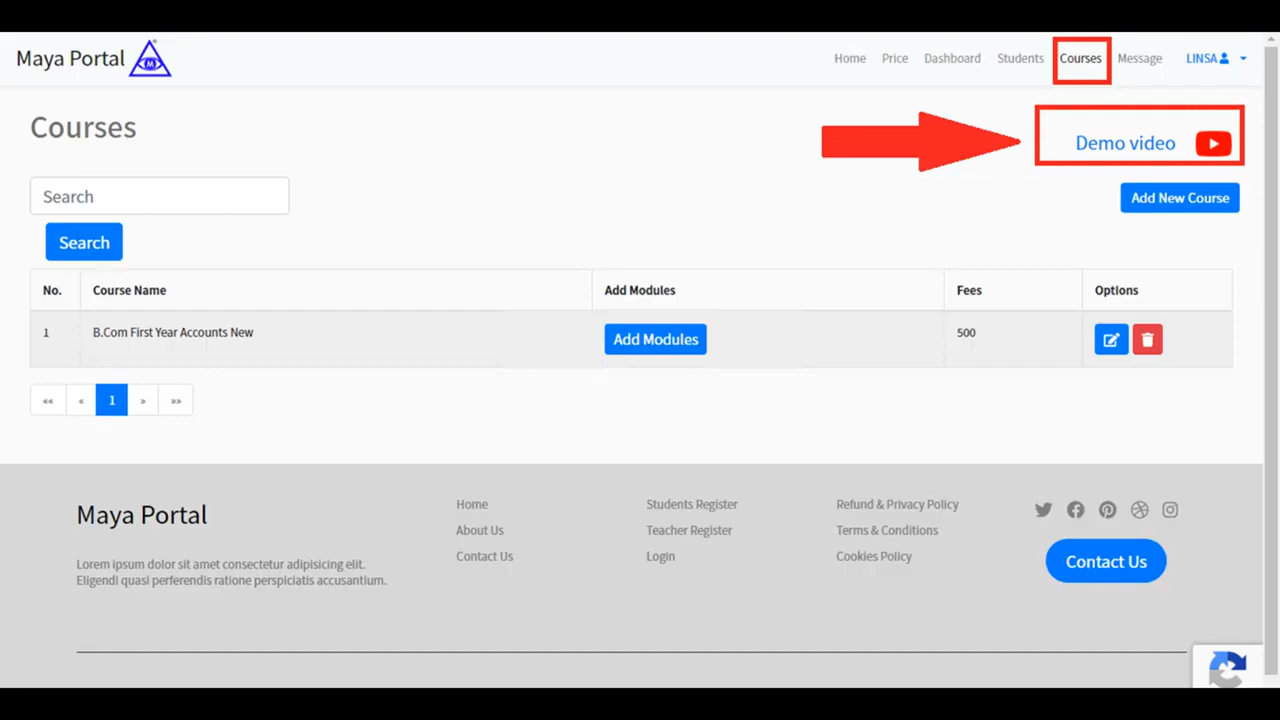 Maya Portal M
Home Price Dashboard Students Courses Message LINSA
Courses
Demo video
Search
Add New Course
Search
No. Course Name Add Modules Fees Options
1 B.Com First Year Accounts New Add Modules 500
«« « 1 » »»
Maya Portal
Lorem ipsum dolor sit amet consectetur adipisicing elit.
Eligendi quasi perferendis ratione perspiciatis accusantium.
Home
About Us
Contact Us
Students Register
Teacher Register
Login
Refund & Privacy Policy
Terms & Conditions
Cookies Policy
Contact Us